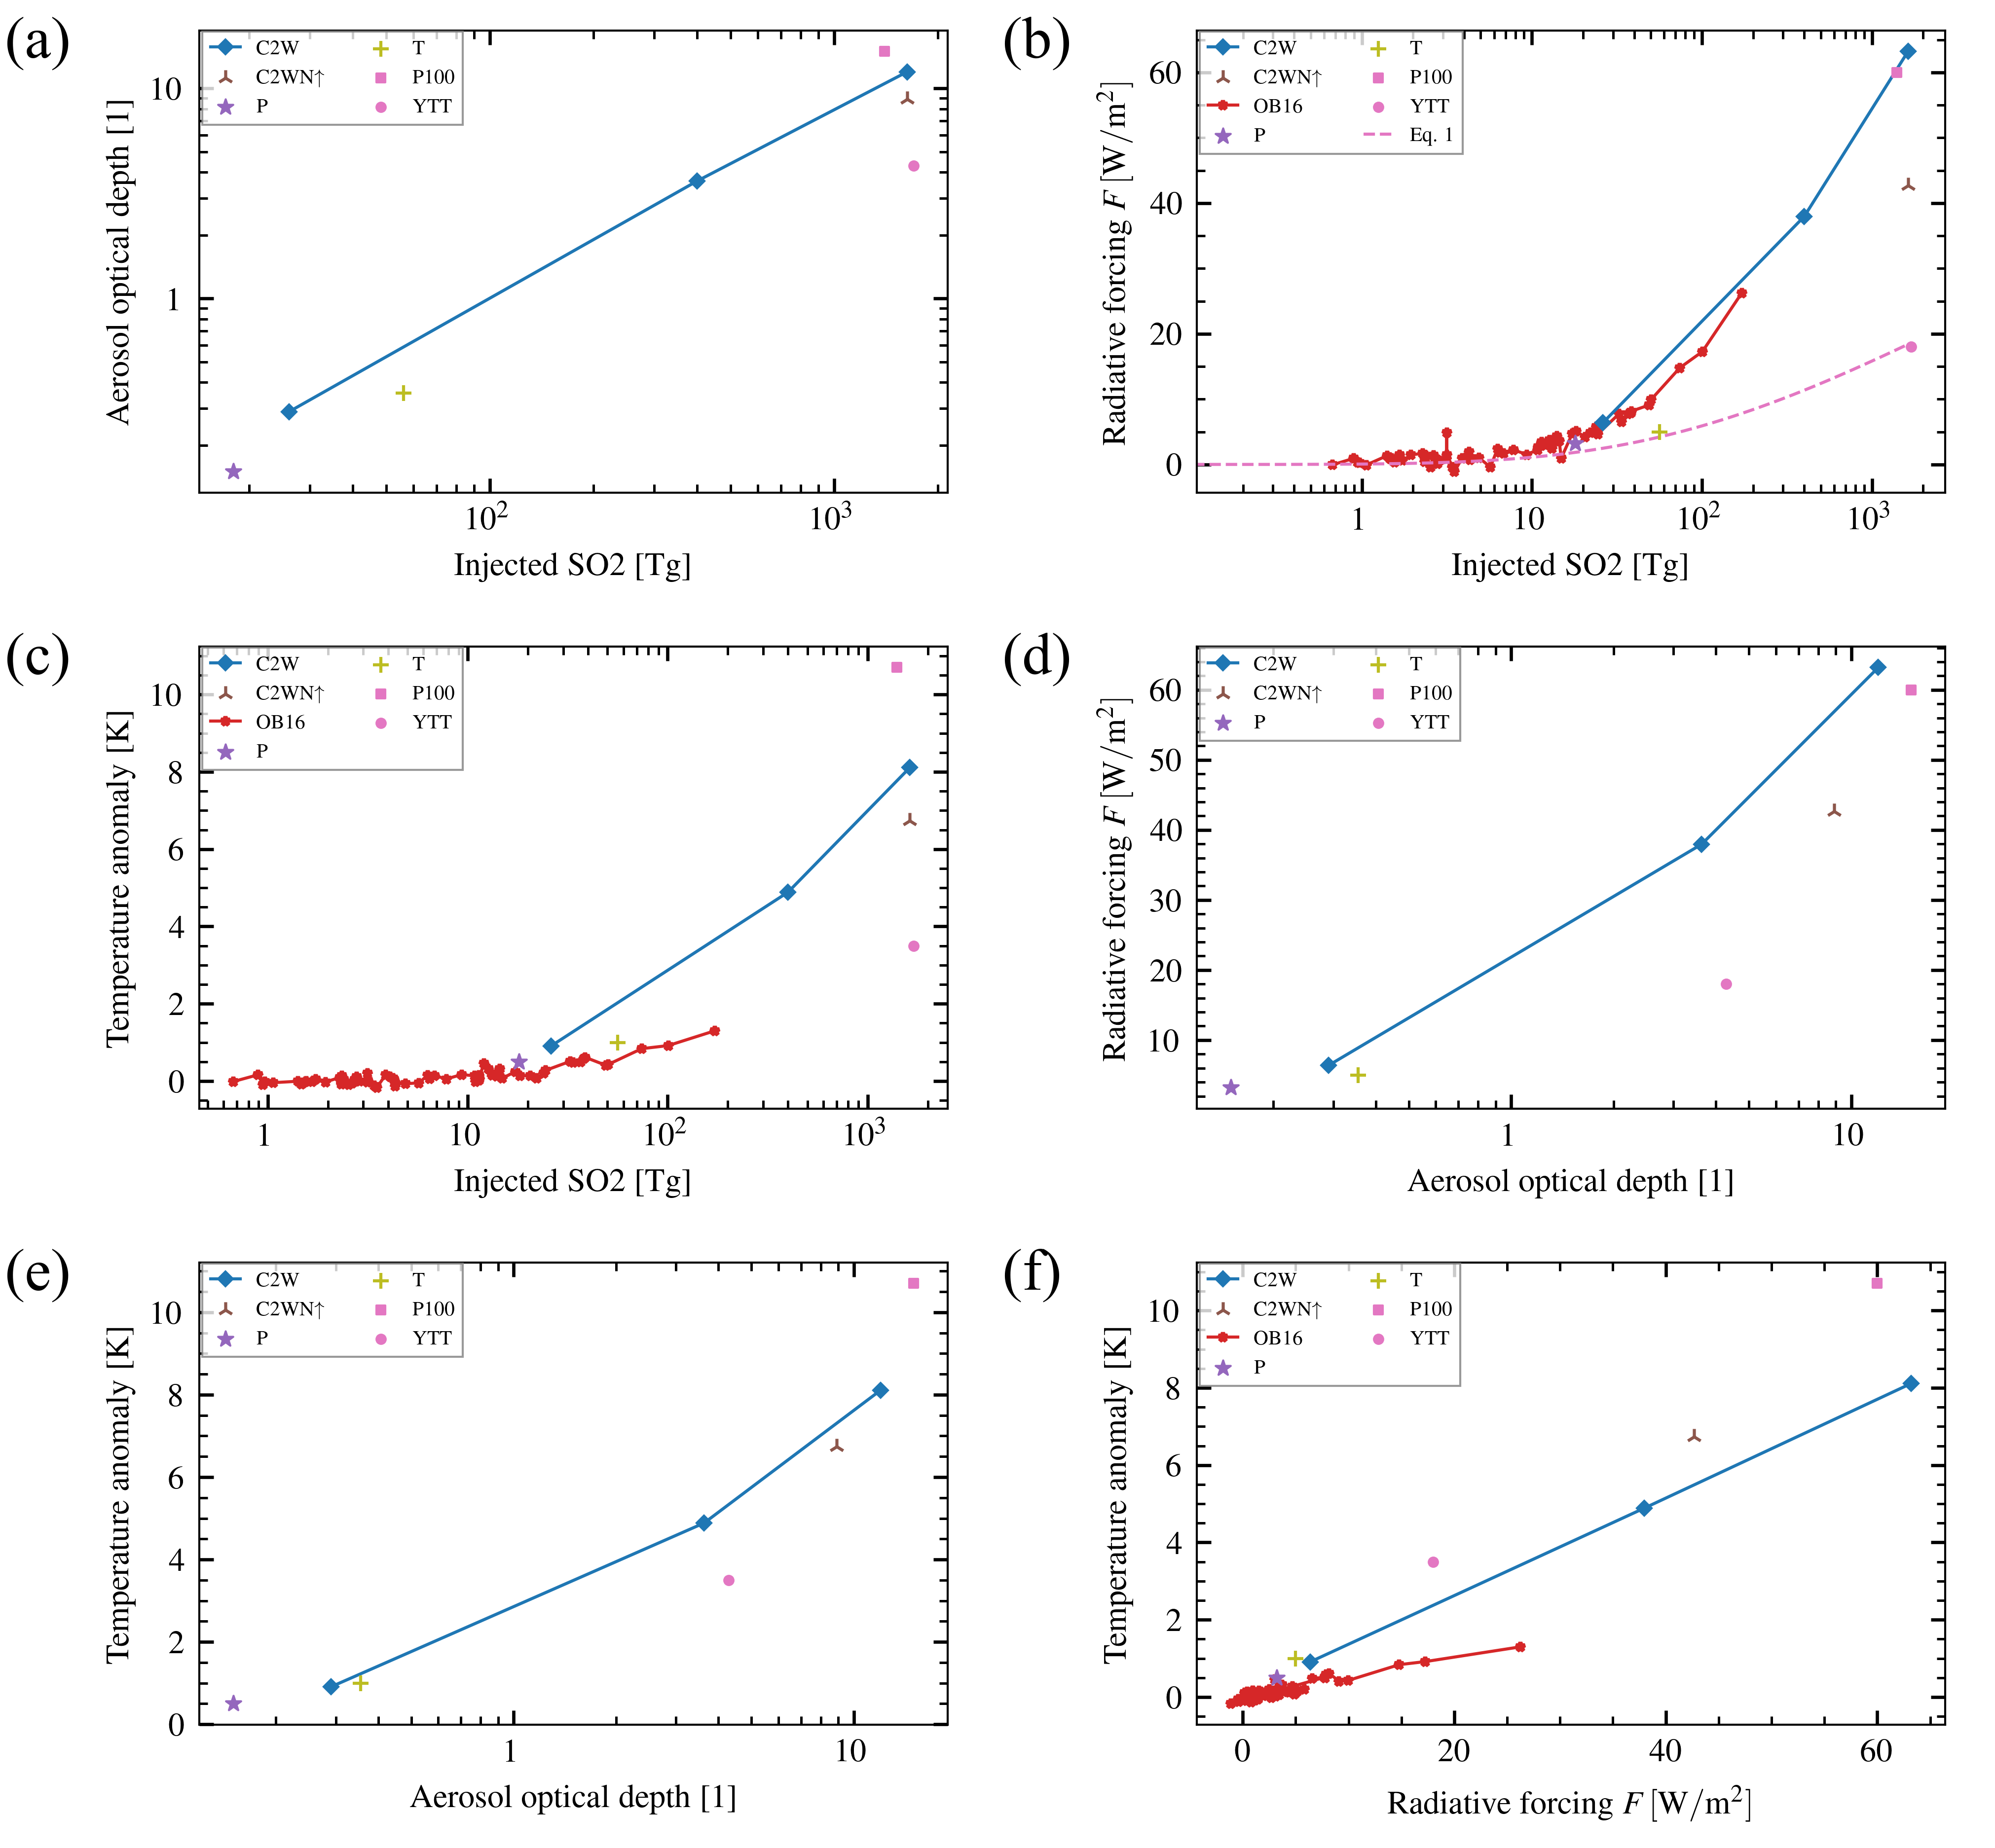 (a)
C2W
C2WN↑
P
T
P100
YTT
10
1
Aerosol optical depth [1]
10²
10³
Injected SO2 [Tg]
(b)
C2W
C2WN↑
OB16
P
T
P100
YTT
Eq. 1
60
40
20
0
Radiative forcing F [W/m²]
1
10
10²
10³
Injected SO2 [Tg]
(c)
C2W
C2WN↑
OB16
P
T
P100
YTT
10
8
6
4
2
0
Temperature anomaly [K]
1
10
10²
10³
Injected SO2 [Tg]
(d)
C2W
C2WN↑
P
T
P100
YTT
60
50
40
30
20
10
Radiative forcing F [W/m²]
1
10
Aerosol optical depth [1]
(e)
C2W
C2WN↑
P
T
P100
YTT
10
8
6
4
2
0
Temperature anomaly [K]
1
10
Aerosol optical depth [1]
(f)
C2W
C2WN↑
OB16
P
T
P100
YTT
10
8
6
4
2
0
Temperature anomaly [K]
0
20
40
60
Radiative forcing F [W/m²]